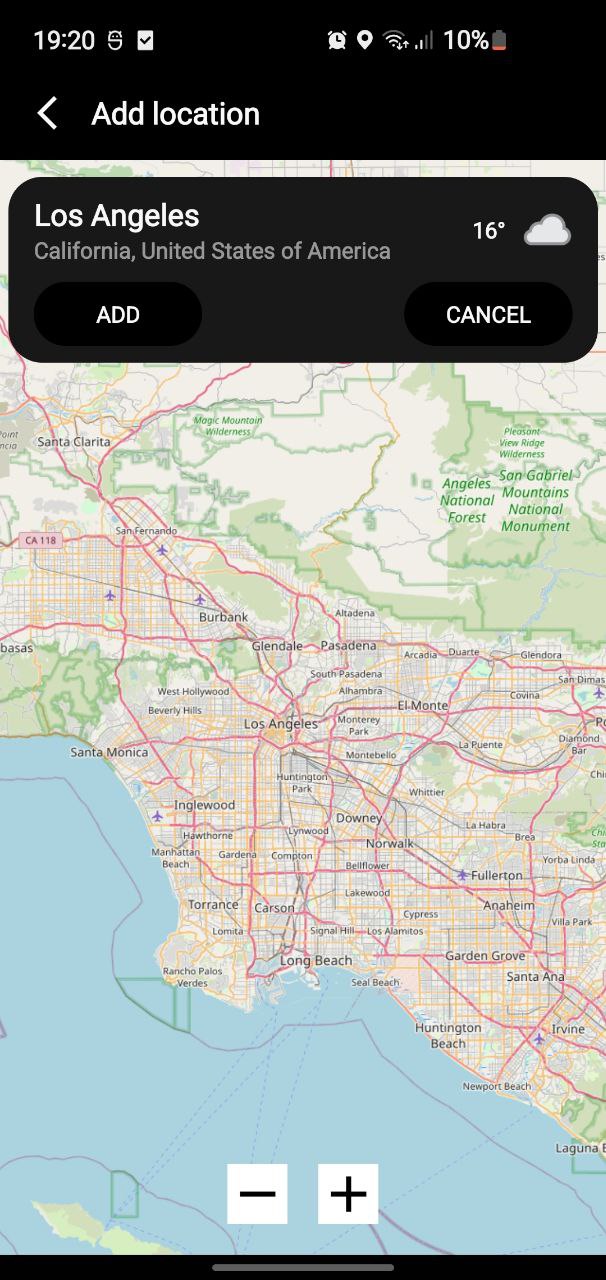 19:20
10%
Add location
Los Angeles
California, United States of America
16°
ADD
CANCEL
Magic Mountain
Wilderness
Pleasant
View Ridge
Wilderness
Santa Clarita
Angeles
National
Forest
San Gabriel
Mountains
National
Monument
San Fernando
CA 118
Burbank
Altadena
basas
Glendale
Pasadena
Arcadia
Duarte
Glendora
South Pasadena
San Dimas
West Hollywood
Alhambra
Covina
Beverly Hills
El Monte
Los Angeles
Monterey
Park
Santa Monica
Montebello
La Puente
Diamond
Bar
Huntington
Park
Whittier
Inglewood
Downey
La Habra
Hawthorne
Lynwood
Norwalk
Brea
Manhattan
Beach
Gardena
Compton
Bellflower
Yorba Linda
Fullerton
Lakewood
Torrance
Carson
Cypress
Anaheim
Villa Park
Lomita
Signal Hill
Los Alamitos
Long Beach
Garden Grove
Rancho Palos
Verdes
Seal Beach
Santa Ana
Huntington
Beach
Irvine
Newport Beach
Laguna B